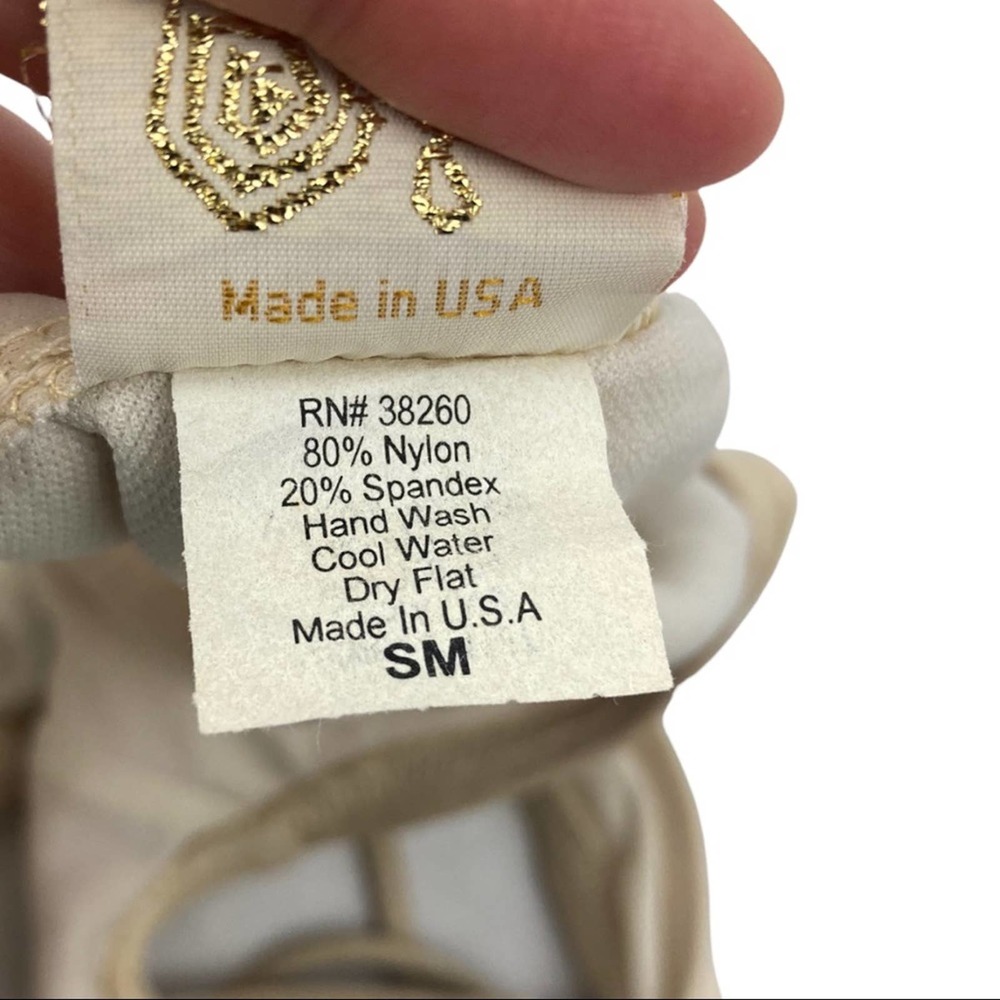 Made in USA
RN# 38260
80% Nylon
20% Spandex
Hand Wash
Cool Water
Dry Flat
Made In U.S.A
SM